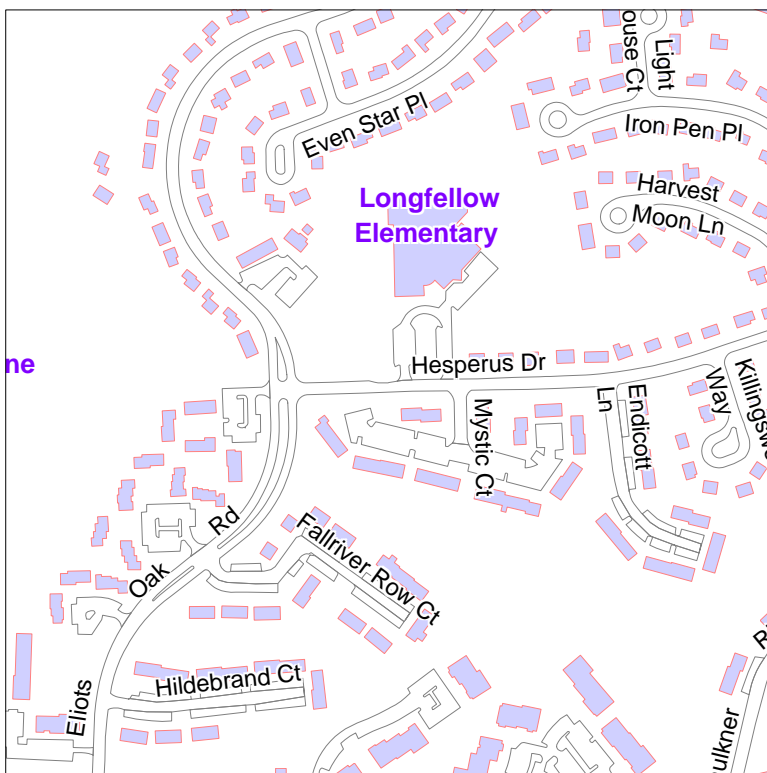 ouse Ct
Light
Even Star Pl
Iron Pen Pl
Longfellow
Elementary
Harvest
Moon Ln
ne
Hesperus Dr
Way
Killingswo
Ln
Endicott
Mystic Ct
Rd
Oak
Eliots
Fallriver Row Ct
Hildebrand Ct
ulkner
R